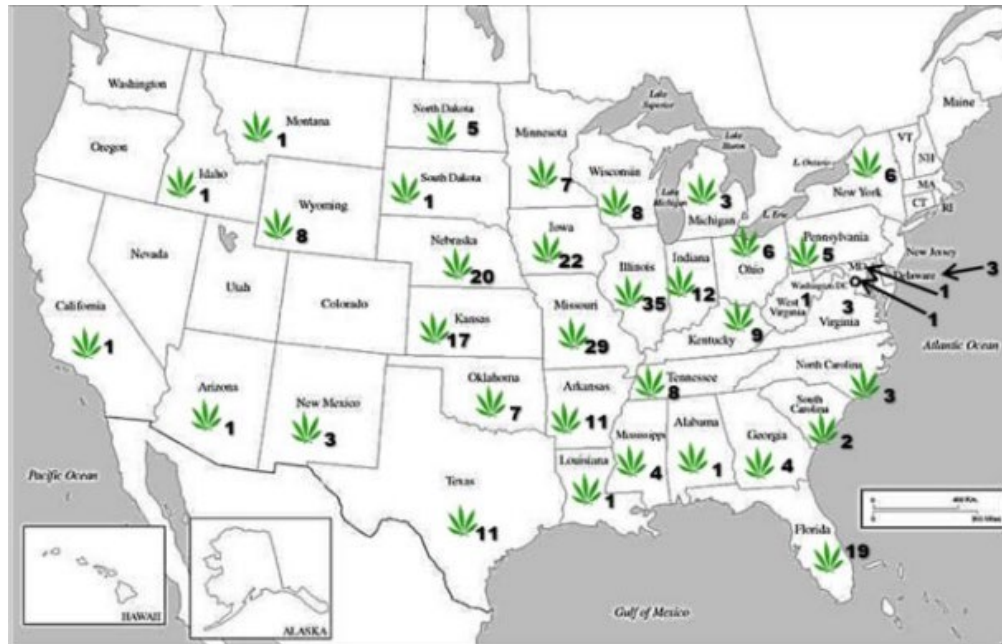 Washington
Montana
1
North Dakota
5
Minnesota
7
Lake Superior
Lake Huron
Maine
VT
NH
Oregon
Idaho
1
Wyoming
8
South Dakota
1
Wisconsin
8
Lake Michigan
3
Michigan
L. Ontario
New York
6
MA
CT
RI
L. Erie
Nebraska
20
Iowa
22
Illinois
35
Indiana
12
Ohio
6
Pennsylvania
5
New Jersey
MD
Delaware
3
1
Washington DC
1
Nevada
Utah
Colorado
California
1
Kansas
17
Missouri
29
Kentucky
9
West Virginia
1
3
Virginia
Atlantic Ocean
Arizona
1
New Mexico
3
Oklahoma
7
Arkansas
11
Tennessee
8
North Carolina
3
South Carolina
2
Mississippi
4
Alabama
1
Georgia
4
Pacific Ocean
Texas
11
Louisiana
1
Florida
19
HAWAII
ALASKA
Gulf of Mexico